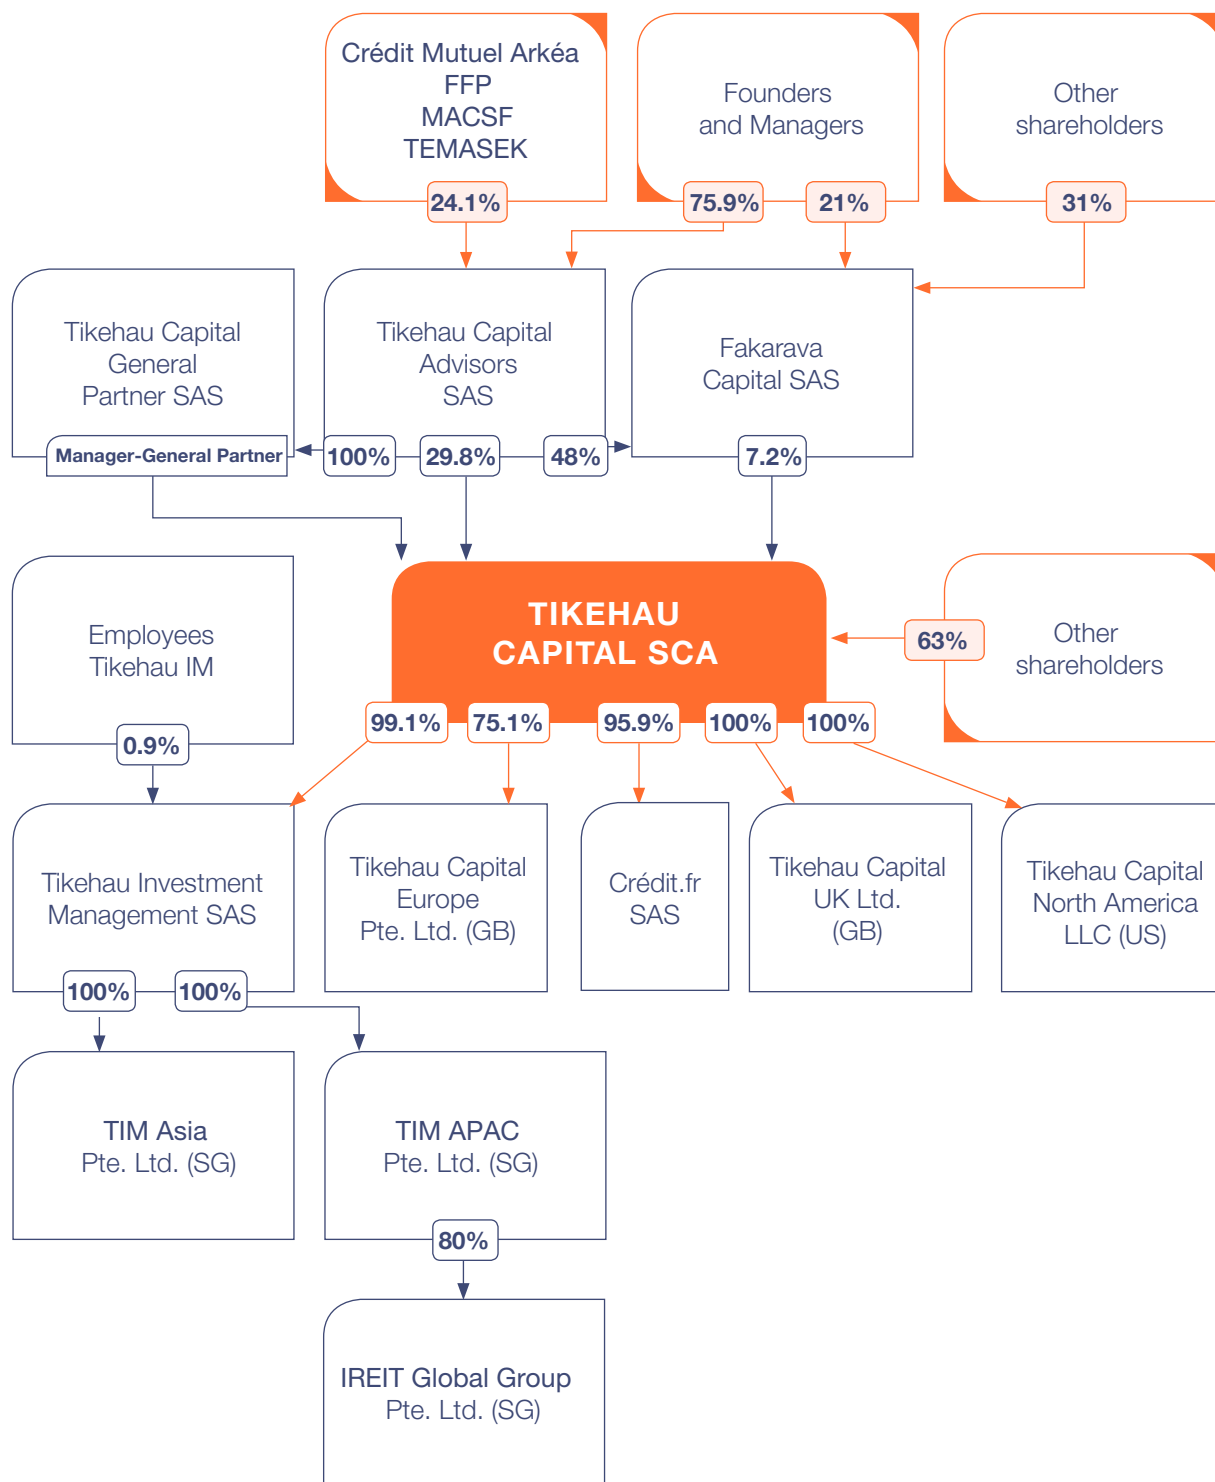 Crédit Mutuel Arkéa
FFP
MACSF
TEMASEK
24.1%
Founders
and Managers
75.9%
21%
Other
shareholders
31%
Tikehau Capital
General
Partner SAS
Manager-General Partner
Tikehau Capital
Advisors
SAS
100%
29.8%
48%
Fakarava
Capital SAS
7.2%
Employees
Tikehau IM
0.9%
TIKEHAU
CAPITAL SCA
63%
Other
shareholders
99.1%
75.1%
95.9%
100%
100%
Tikehau Investment
Management SAS
100%
100%
Tikehau Capital
Europe
Pte. Ltd. (GB)
Crédit.fr
SAS
Tikehau Capital
UK Ltd.
(GB)
Tikehau Capital
North America
LLC (US)
TIM Asia
Pte. Ltd. (SG)
TIM APAC
Pte. Ltd. (SG)
80%
IREIT Global Group
Pte. Ltd. (SG)